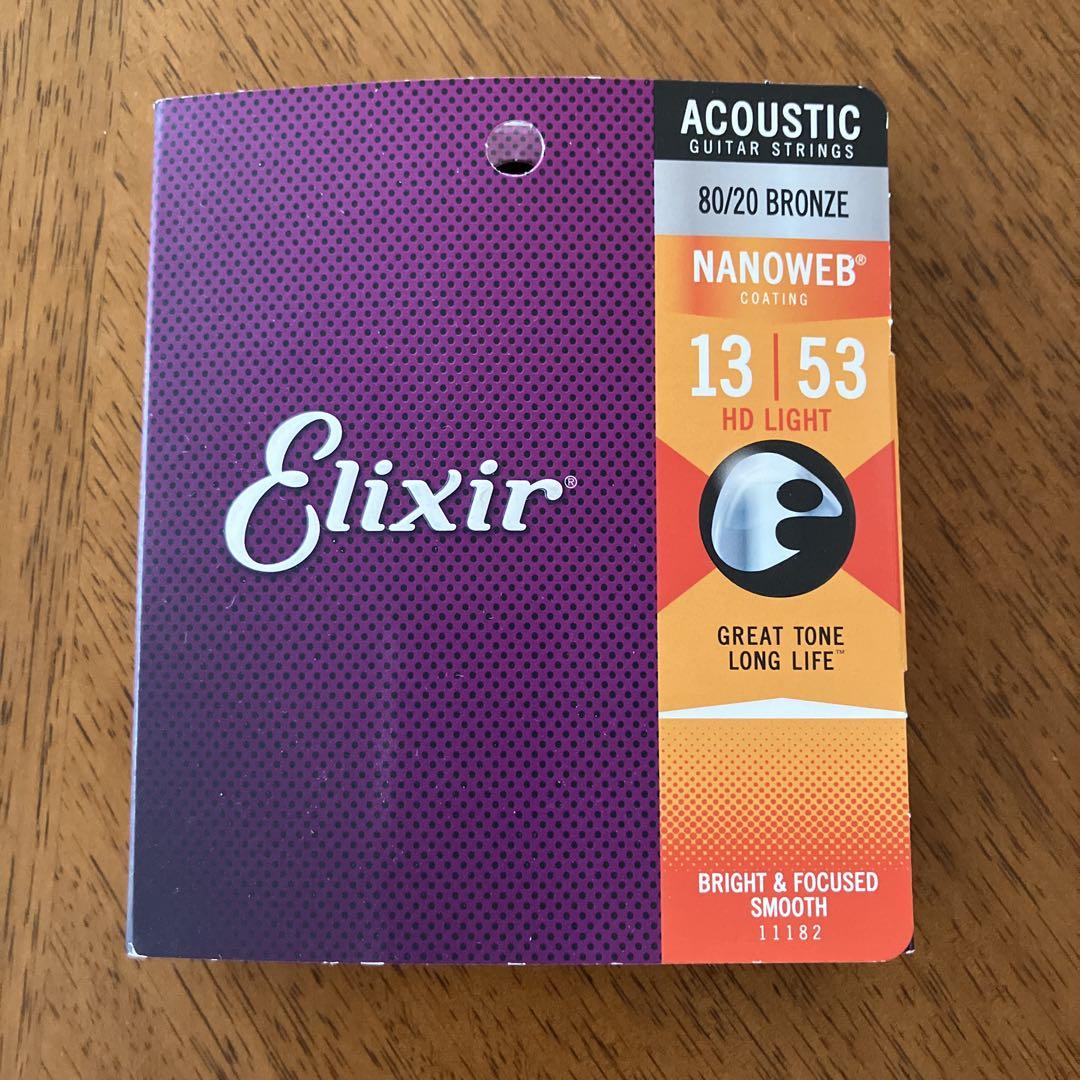 Elixir®
ACOUSTIC
GUITAR STRINGS
80/20 BRONZE
NANOWEB®
COATING
13 | 53
HD LIGHT
GREAT TONE
LONG LIFE™
BRIGHT & FOCUSED
SMOOTH
11182